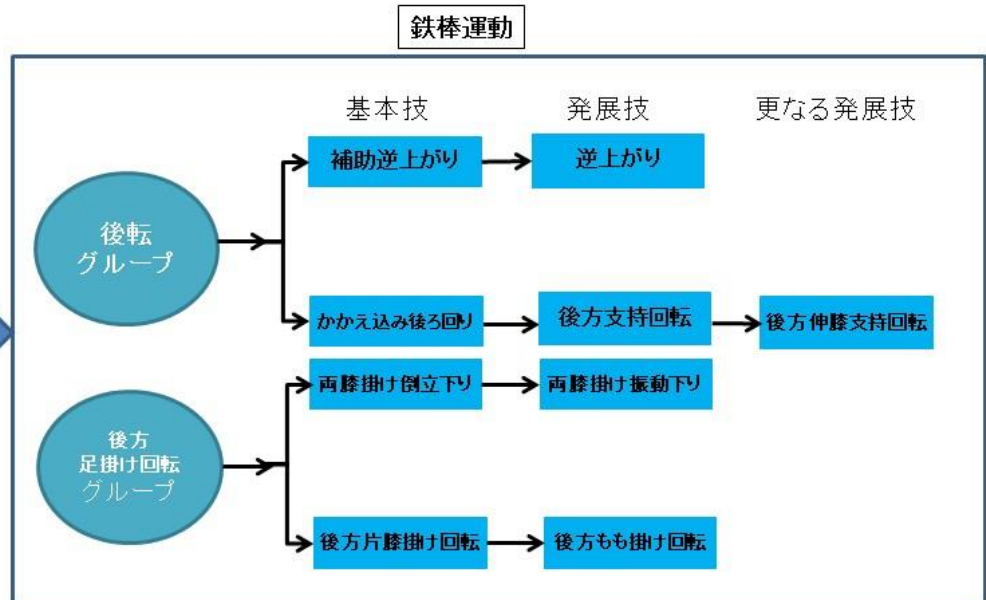 鉄棒運動
基本技 発展技 更なる発展技
後転
グループ
補助逆上がり 逆上がり
かかえ込み後ろ回り 後方支持回転 後方伸膝支持回転
後方
足掛け回転
グループ
両膝掛け倒立下り 両膝掛け振動下り
後方片膝掛け回転 後方もも掛け回転